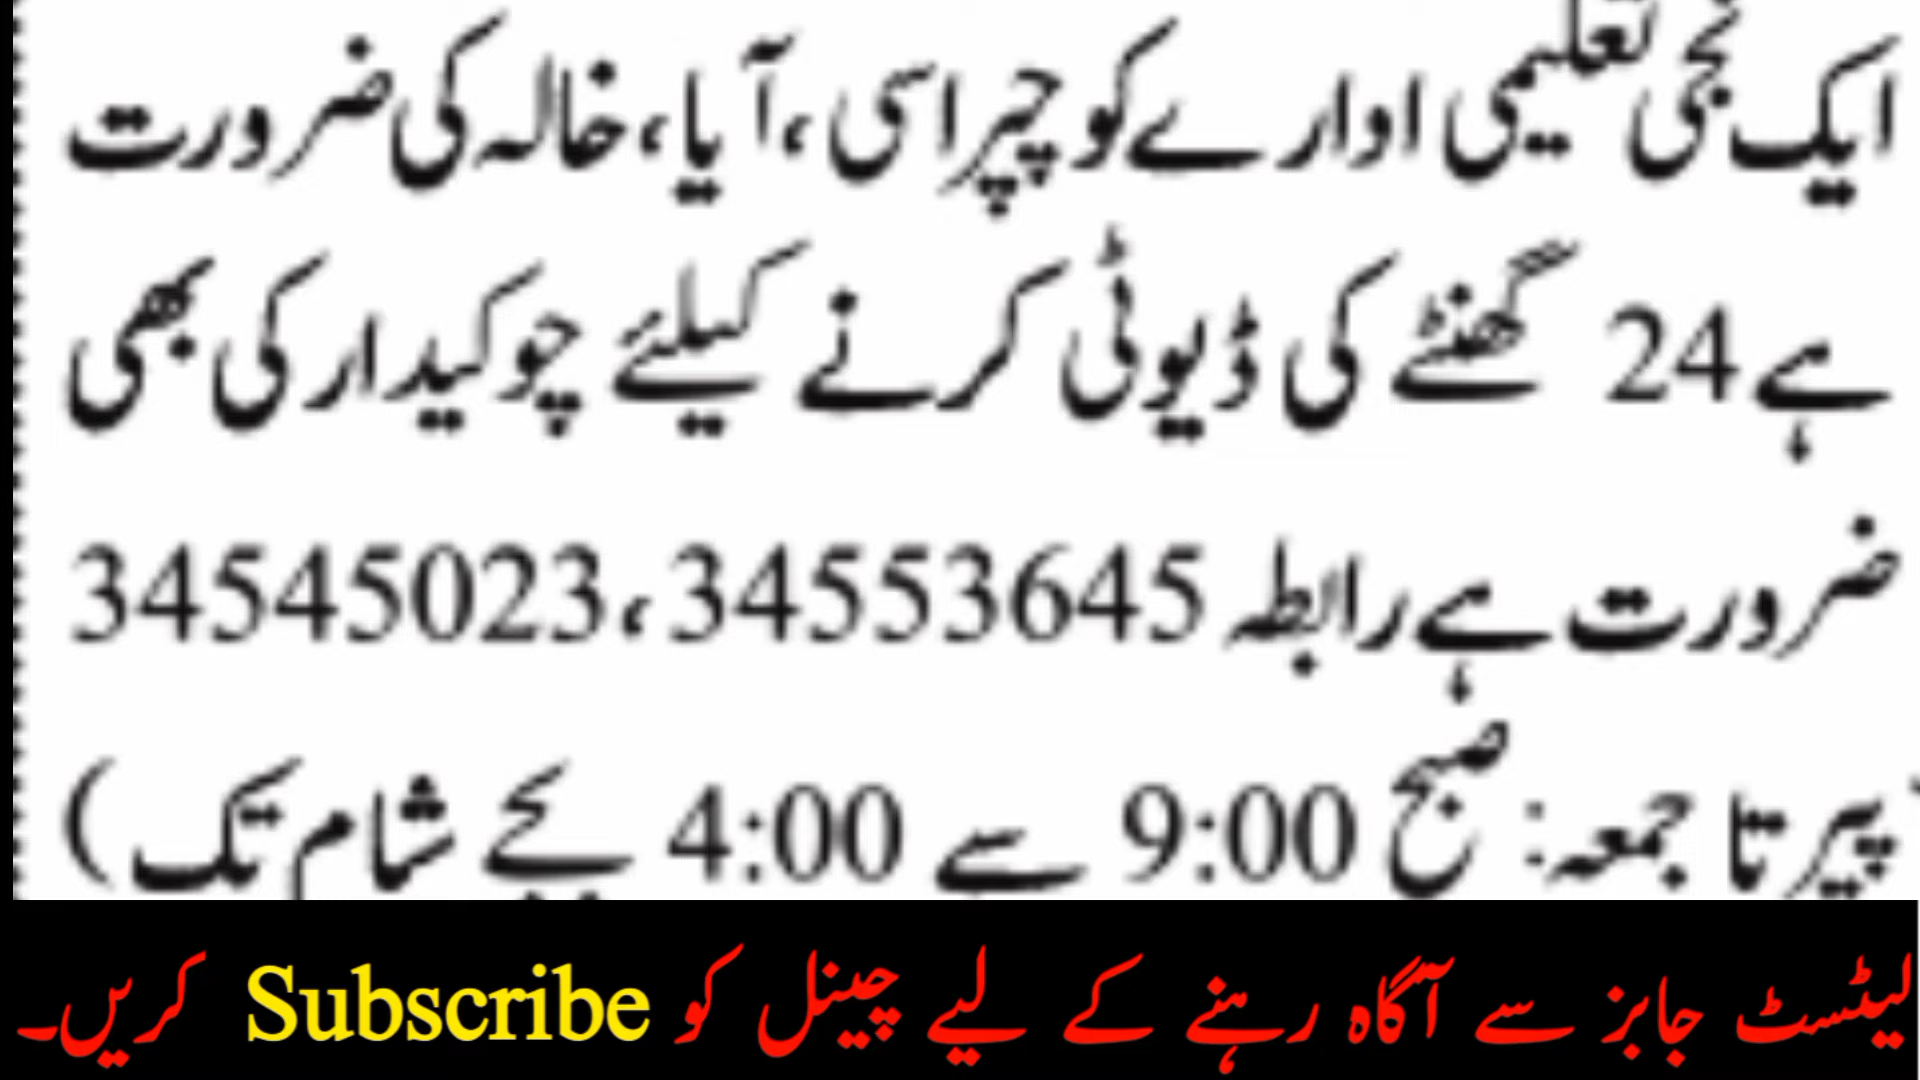 ایک نجی تعلیمی ادارے کو چپراسی، آیا، خالہ کی ضرورت
ہے 24 گھنٹے کی ڈیوٹی کرنے کیلئے چوکیدار کی بھی
ضرورت ہے رابطہ 34553645، 34545023
پیر تا جمعہ: صبح 9:00 سے 4:00 بجے شام تک)
لیٹسٹ جابز سے آگاہ رہنے کے لیے چینل کو Subscribe کریں۔